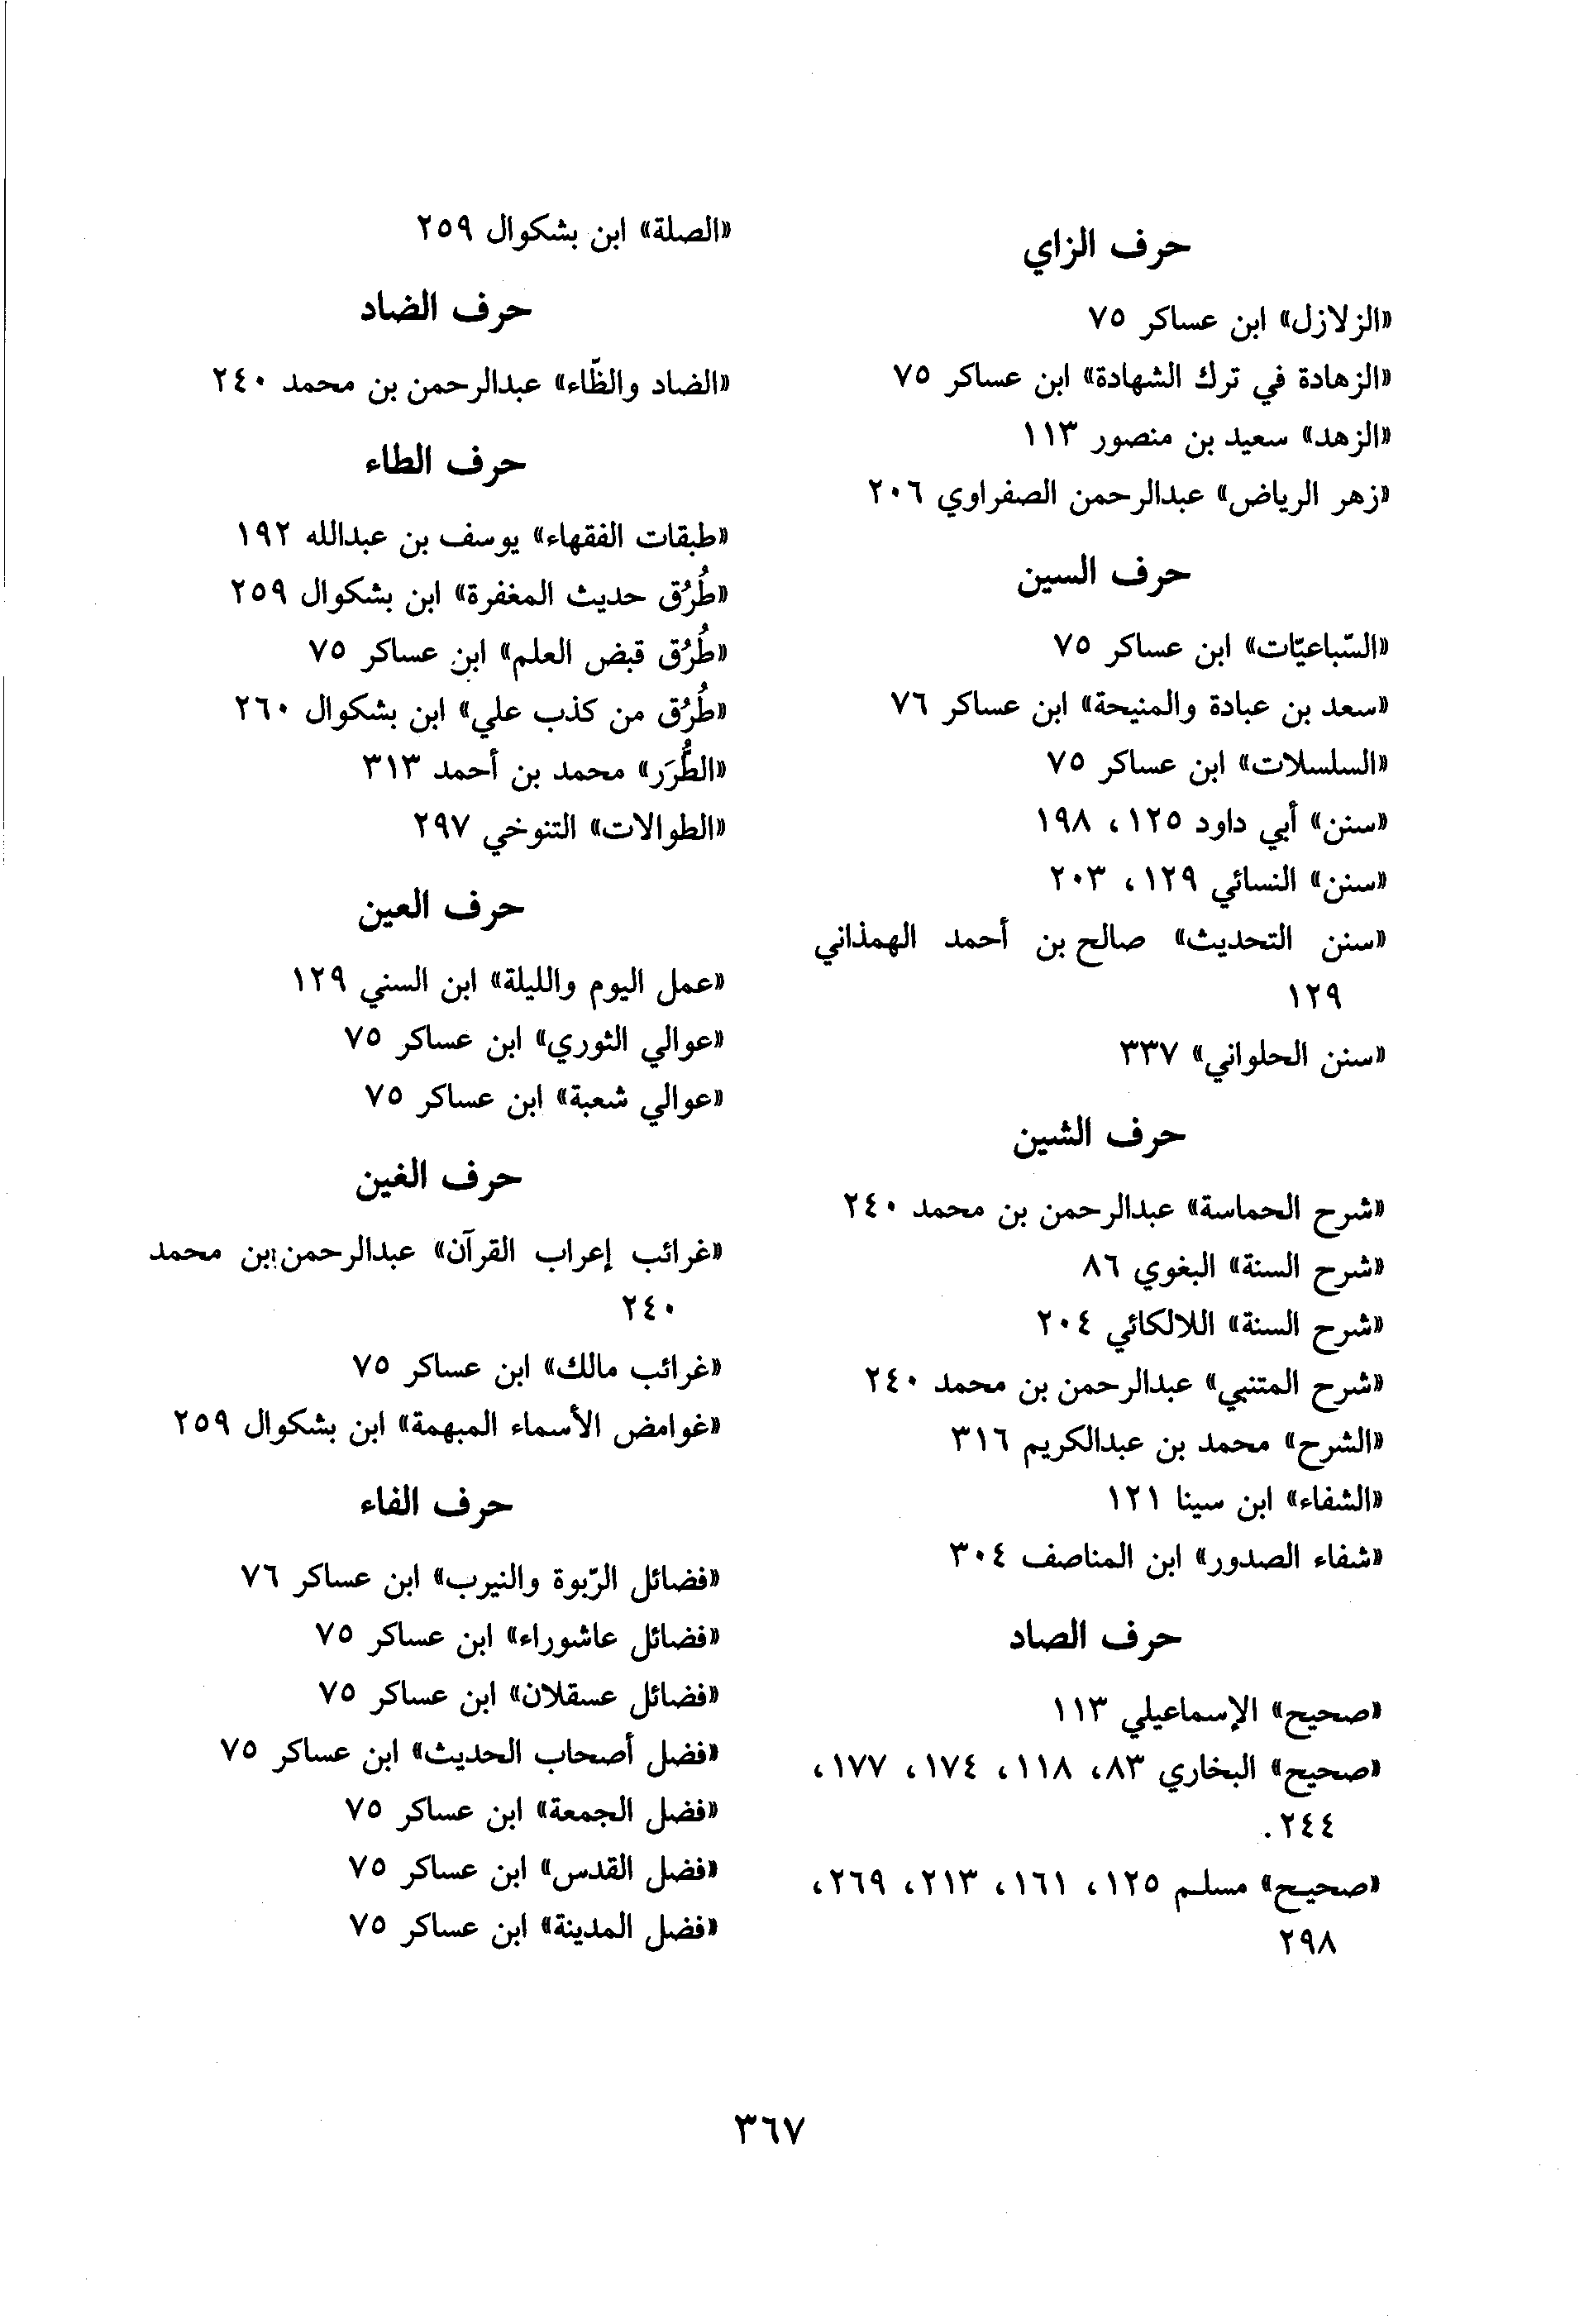 حرف الزاي
«الزلازل» ابن عساكر ٧٥
«الزهادة في ترك الشهادة» ابن عساكر ٧٥
«الزهد» سعيد بن منصور ١١٣
«زهر الرياض» عبدالرحمن الصفراوي ٢٠٦
حرف السين
«السّباعيّات» ابن عساكر ٧٥
«سعد بن عبادة والمنيحة» ابن عساكر ٧٦
«السلسلات» ابن عساكر ٧٥
«سنن» أبي داود ١٢٥، ١٩٨
«سنن» النسائي ١٢٩، ٢٠٣
«سنن التحديث» صالح بن أحمد الهمذاني
١٢٩
«سنن الحلواني» ٣٣٧
حرف الشين
«شرح الحماسة» عبدالرحمن بن محمد ٢٤٠
«شرح السنة» البغوي ٨٦
«شرح السنة» اللالكائي ٢٠٤
«شرح المتنبي» عبدالرحمن بن محمد ٢٤٠
«الشرح» محمد بن عبدالكريم ٣١٦
«الشفاء» ابن سينا ١٢١
«شفاء الصدور» ابن المناصف ٣٠٤
حرف الصاد
«صحيح» الإسماعيلي ١١٣
«صحيح» البخاري ٨٣، ١١٨، ١٧٤، ١٧٧،
٢٤٤.
«صحيح» مسلم ١٢٥، ١٦١، ٢١٣، ٢٦٩،
٢٩٨
«الصلة» ابن بشكوال ٢٥٩
حرف الضاد
«الضاد والظّاء» عبدالرحمن بن محمد ٢٤٠
حرف الطاء
«طبقات الفقهاء» يوسف بن عبدالله ١٩٢
«طُرُق حديث المغفرة» ابن بشكوال ٢٥٩
«طُرُق قبض العلم» ابن عساكر ٧٥
«طُرُق من كذب علي» ابن بشكوال ٢٦٠
«الطُّرَر» محمد بن أحمد ٣١٣
«الطوالات» التنوخي ٢٩٧
حرف العين
«عمل اليوم والليلة» ابن السني ١٢٩
«عوالي الثوري» ابن عساكر ٧٥
«عوالي شعبة» ابن عساكر ٧٥
حرف الغين
«غرائب إعراب القرآن» عبدالرحمن بن محمد
٢٤٠
«غرائب مالك» ابن عساكر ٧٥
«غوامض الأسماء المبهمة» ابن بشكوال ٢٥٩
حرف الفاء
«فضائل الرّبوة والنيرب» ابن عساكر ٧٦
«فضائل عاشوراء» ابن عساكر ٧٥
«فضائل عسقلان» ابن عساكر ٧٥
«فضل أصحاب الحديث» ابن عساكر ٧٥
«فضل الجمعة» ابن عساكر ٧٥
«فضل القدس» ابن عساكر ٧٥
«فضل المدينة» ابن عساكر ٧٥
٣٦٧